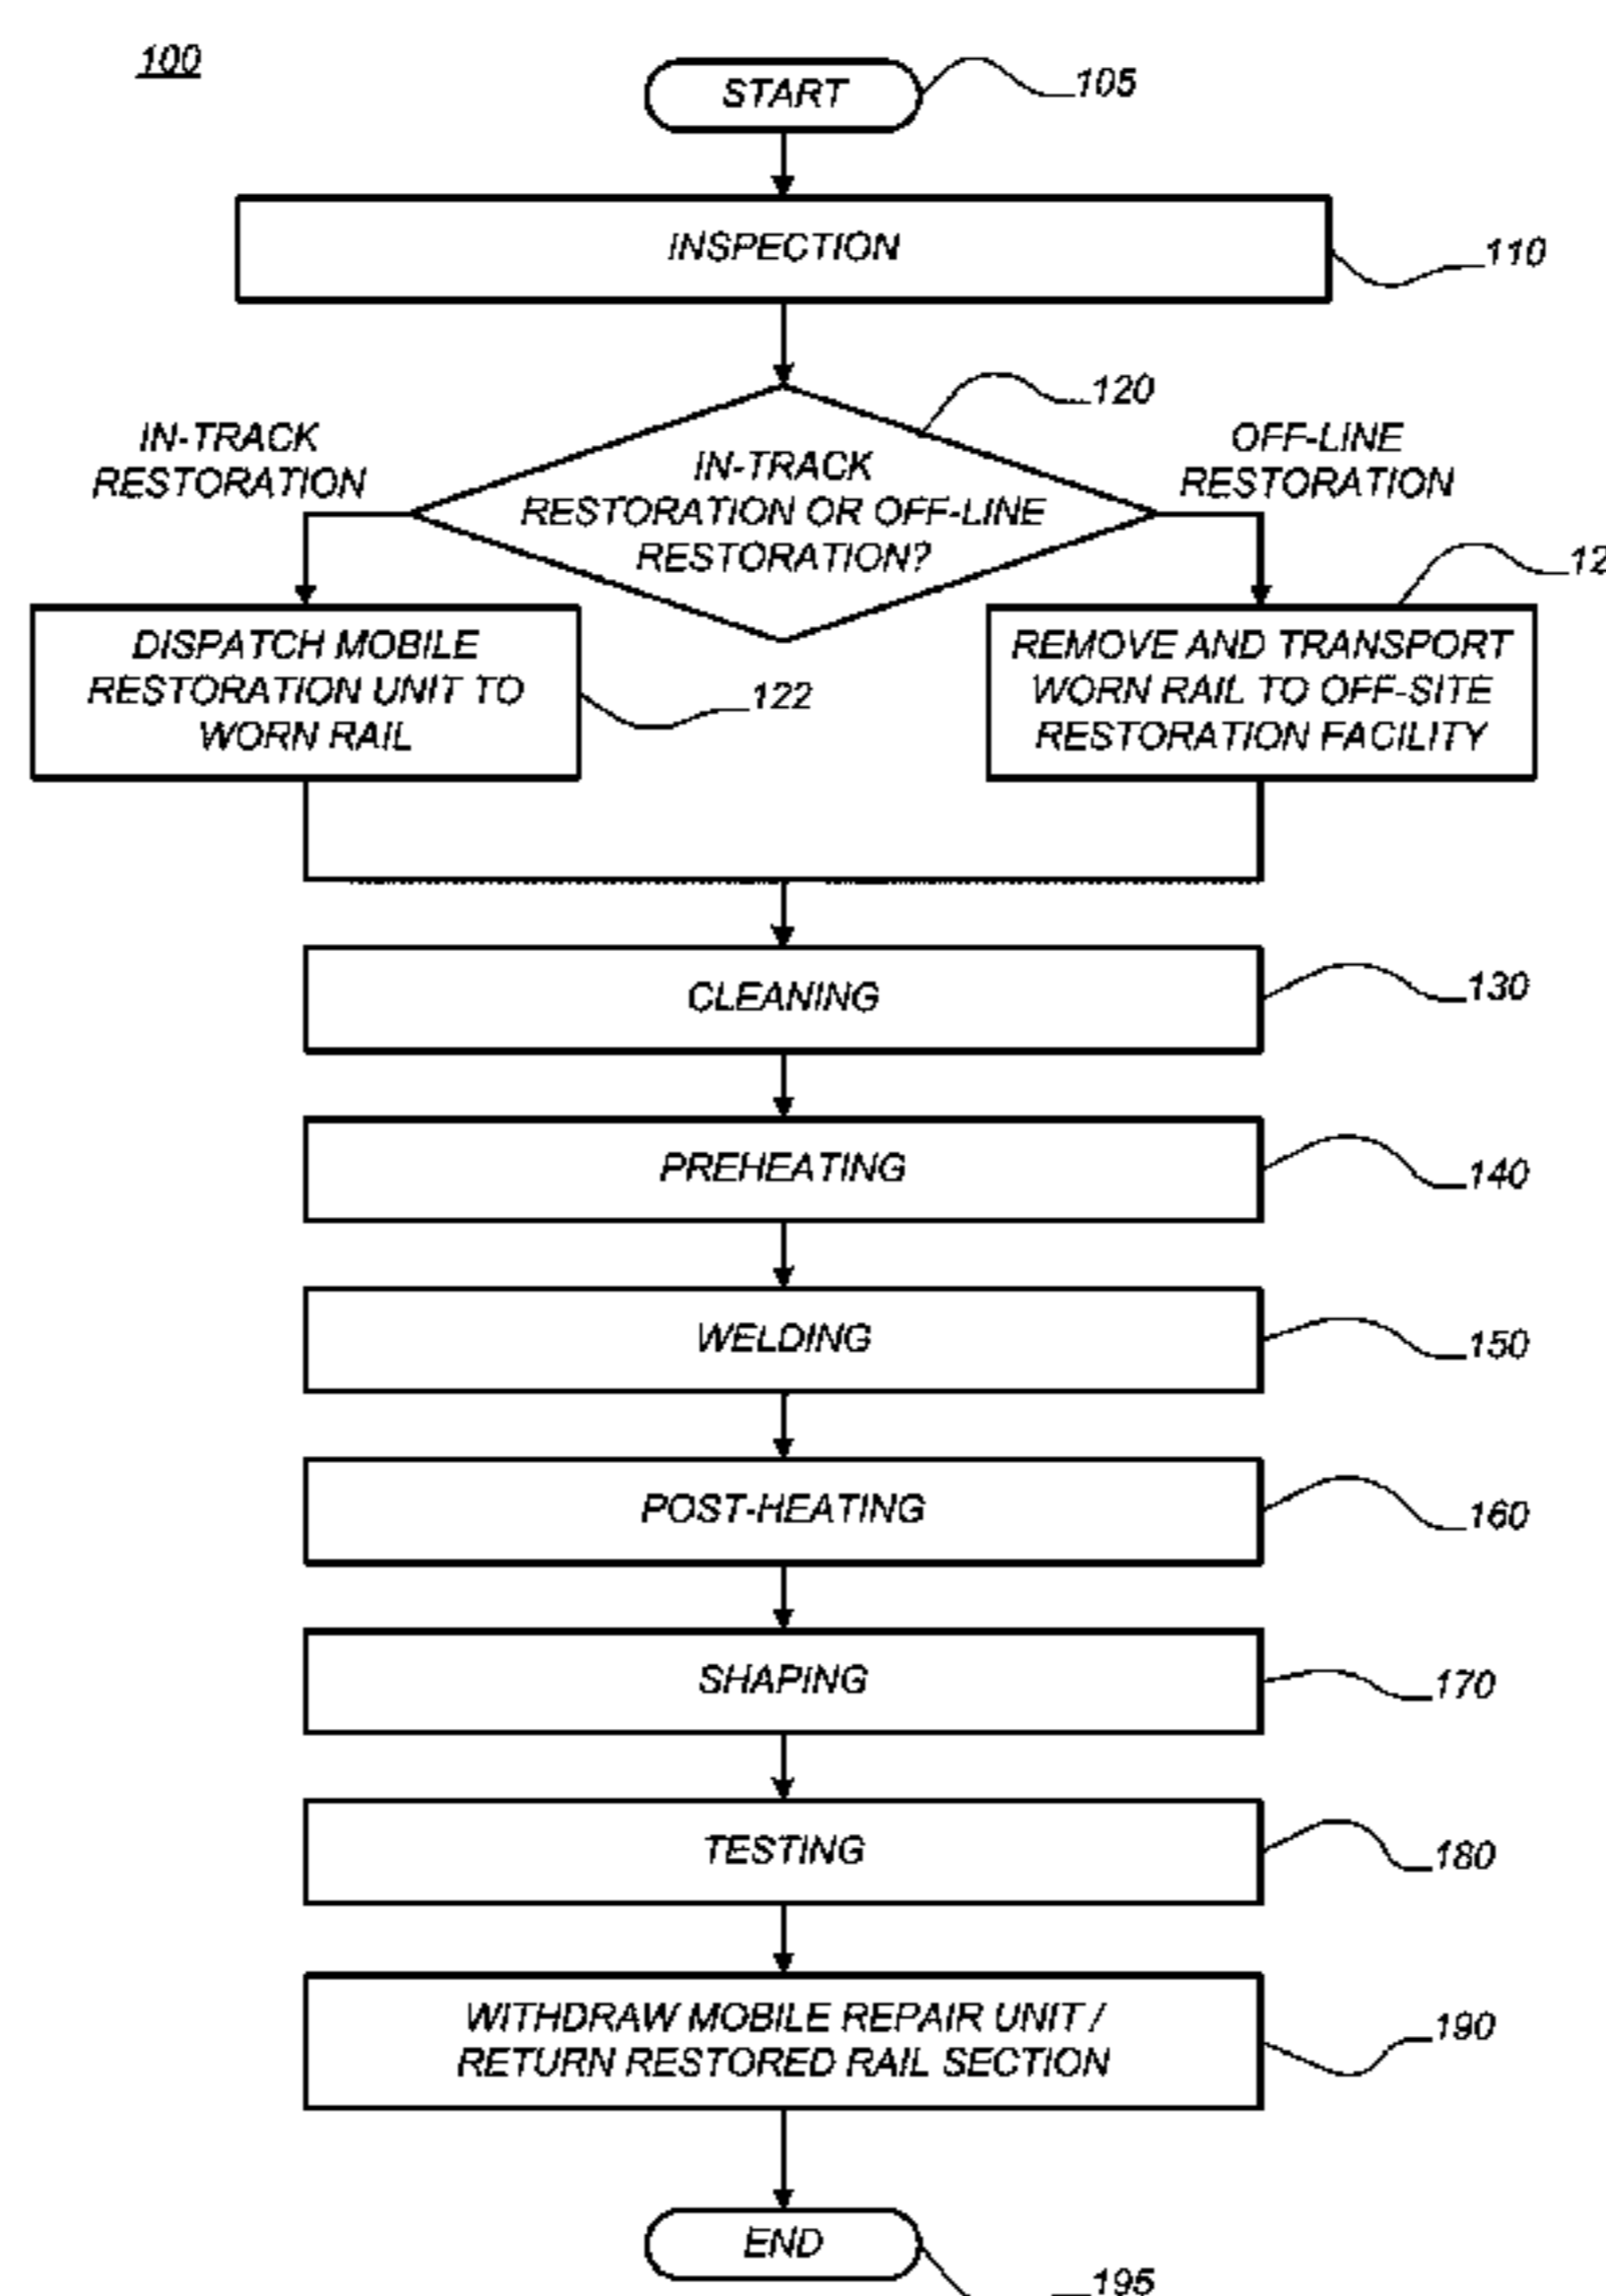 100
START
105
INSPECTION
110
120
IN-TRACK
RESTORATION
IN-TRACK
RESTORATION OR OFF-LINE
RESTORATION?
OFF-LINE
RESTORATION
DISPATCH MOBILE
RESTORATION UNIT TO
WORN RAIL
122
REMOVE AND TRANSPORT
WORN RAIL TO OFF-SITE
RESTORATION FACILITY
CLEANING
130
PREHEATING
140
WELDING
150
POST-HEATING
160
SHAPING
170
TESTING
180
WITHDRAW MOBILE REPAIR UNIT /
RETURN RESTORED RAIL SECTION
190
END
195